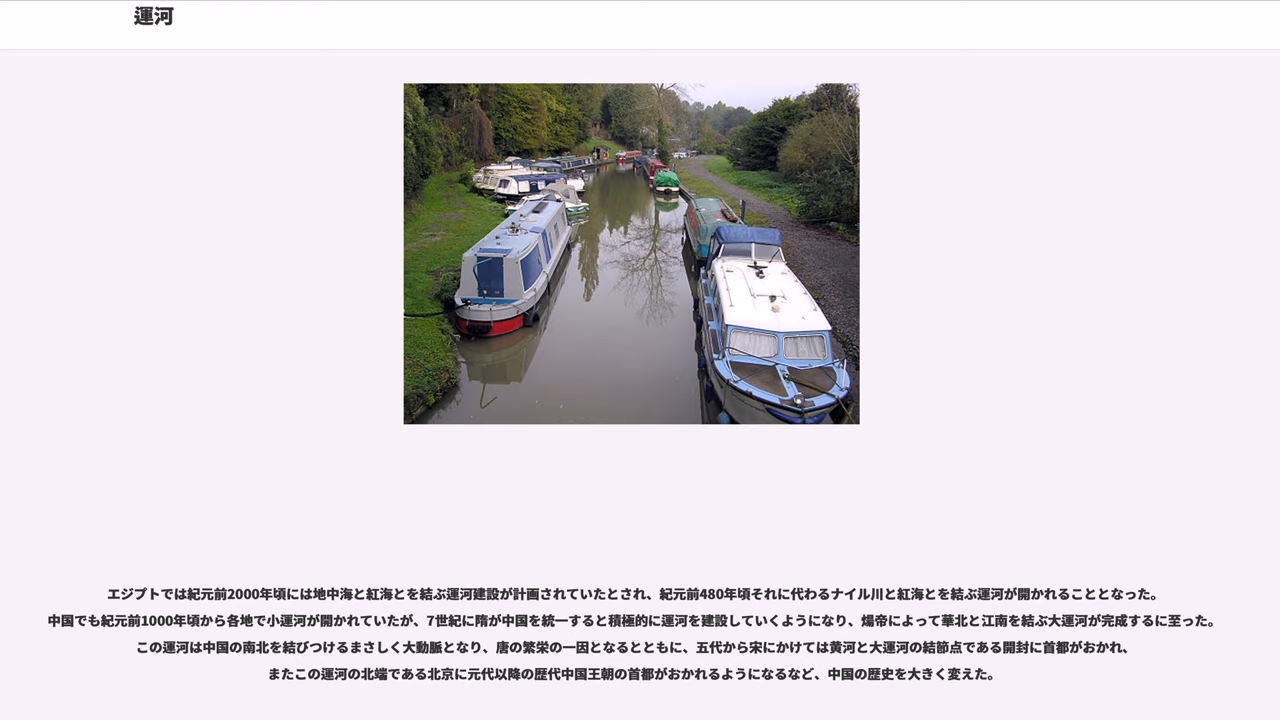 運河
エジプトでは紀元前2000年頃には地中海と紅海とを結ぶ運河建設が計画されていたとされ、紀元前480年頃それに代わるナイル川と紅海とを結ぶ運河が開かれることとなった。
中国でも紀元前1000年頃から各地で小運河が開かれていたが、7世紀に隋が中国を統一すると積極的に運河を建設していくようになり、煬帝によって華北と江南を結ぶ大運河が完成するに至った。
この運河は中国の南北を結びつけるまさしく大動脈となり、唐の繁栄の一因となるとともに、五代から宋にかけては黄河と大運河の結節点である開封に首都がおかれ、
またこの運河の北端である北京に元代以降の歴代中国王朝の首都がおかれるようになるなど、中国の歴史を大きく変えた。